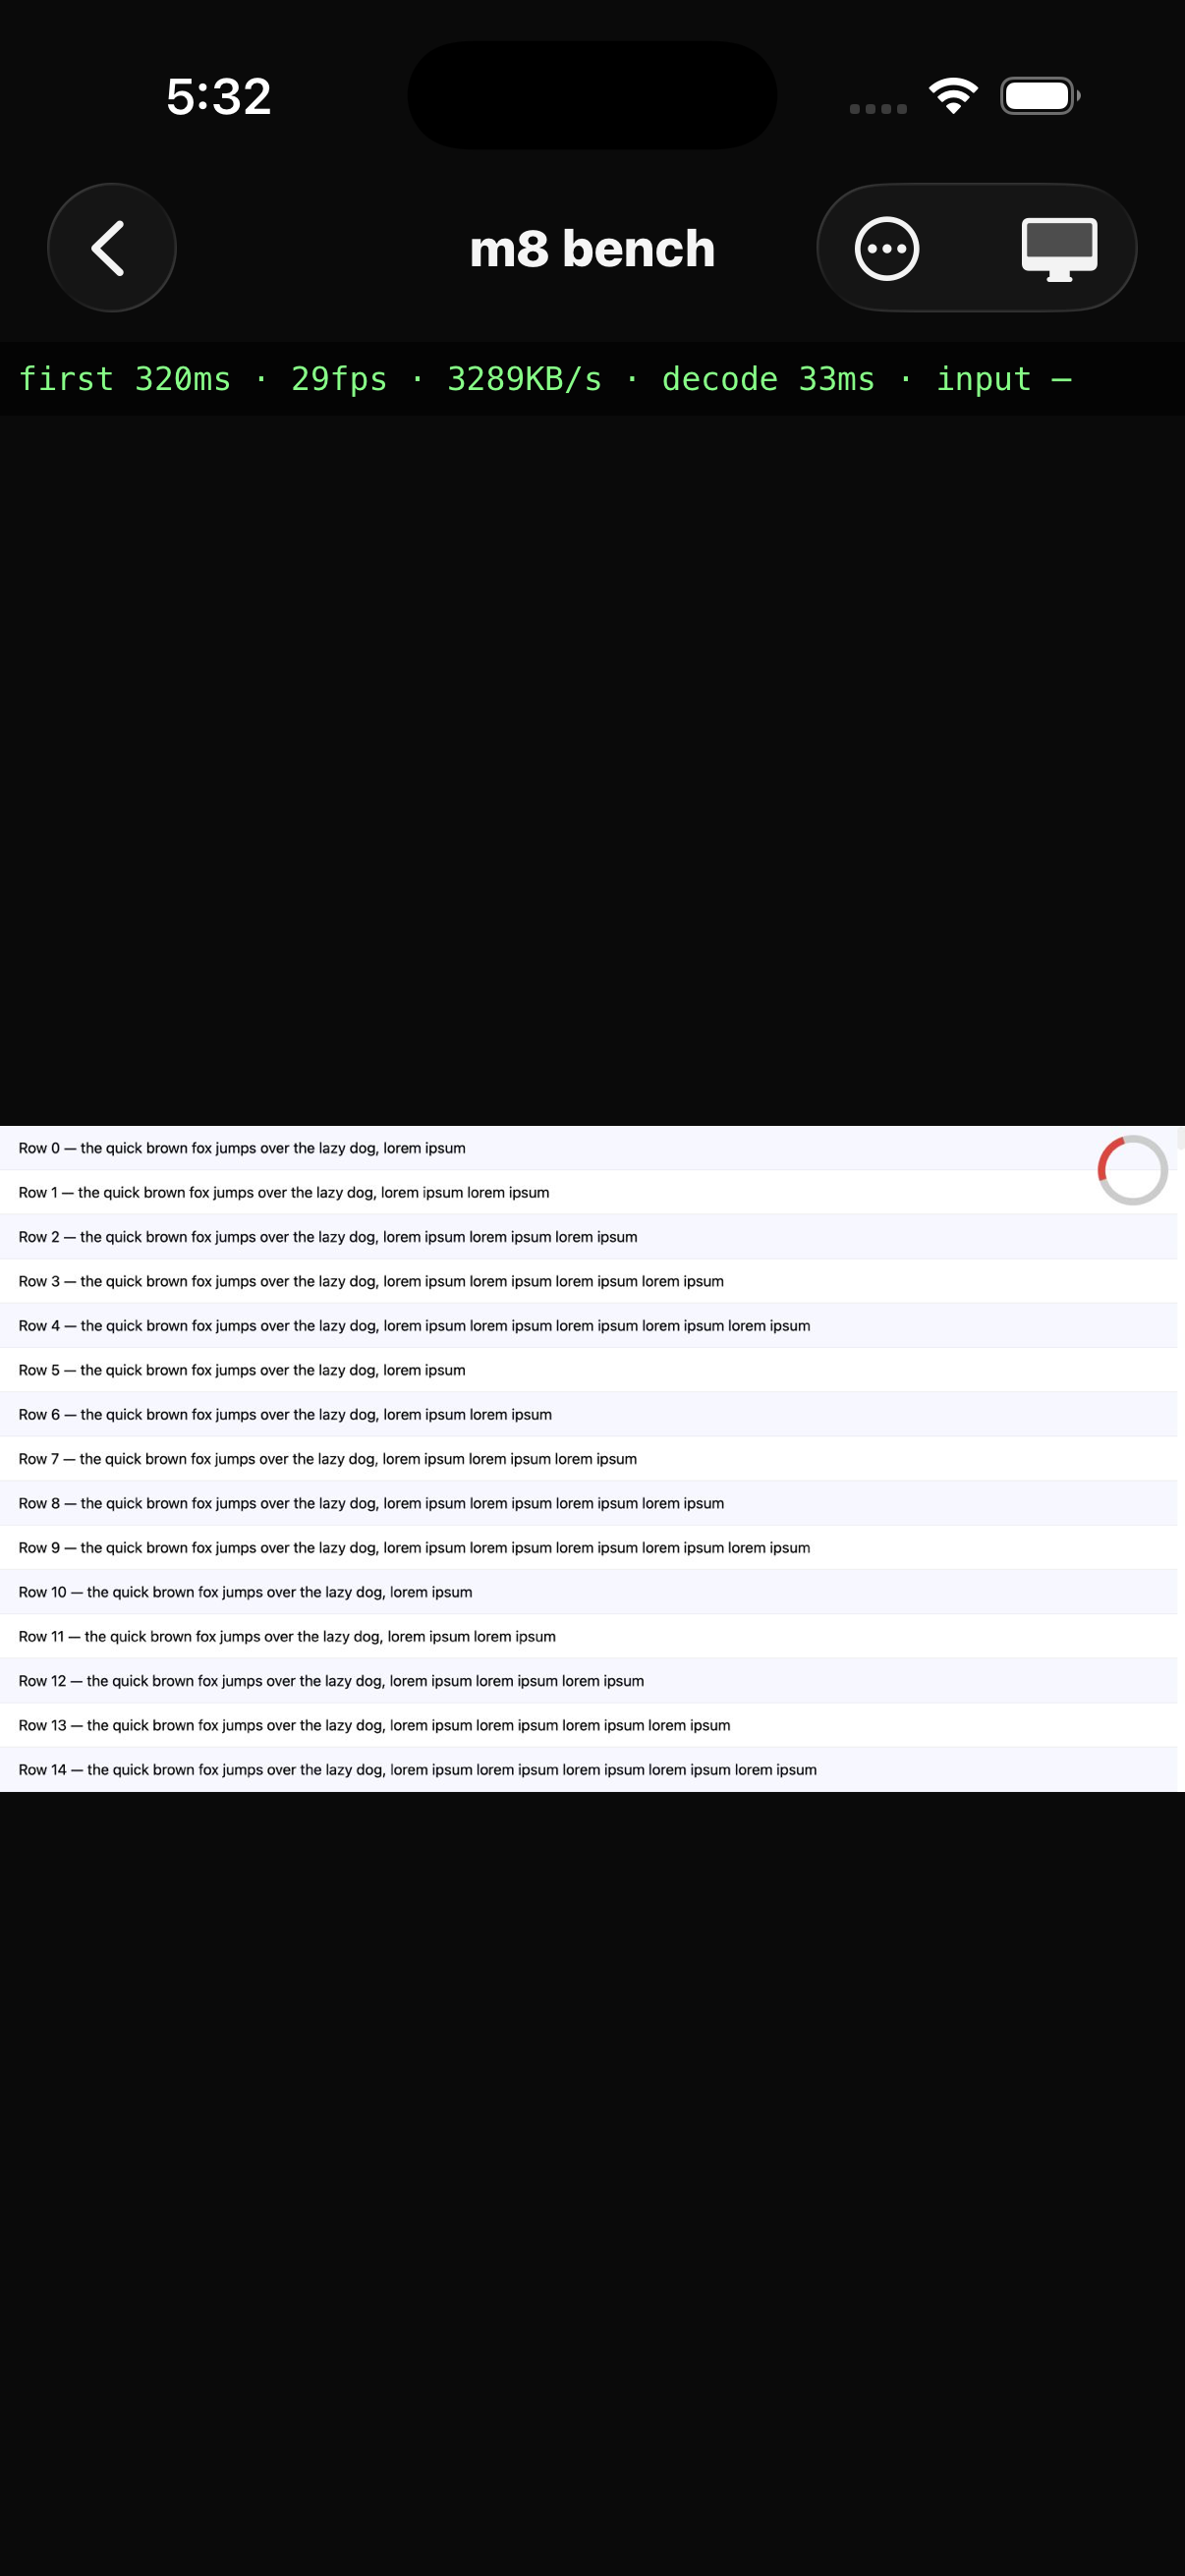 5:32
m8 bench
first 320ms · 29fps · 3289KB/s · decode 33ms · input —
Row 0 — the quick brown fox jumps over the lazy dog, lorem ipsum
Row 1 — the quick brown fox jumps over the lazy dog, lorem ipsum lorem ipsum
Row 2 — the quick brown fox jumps over the lazy dog, lorem ipsum lorem ipsum lorem ipsum
Row 3 — the quick brown fox jumps over the lazy dog, lorem ipsum lorem ipsum lorem ipsum lorem ipsum
Row 4 — the quick brown fox jumps over the lazy dog, lorem ipsum lorem ipsum lorem ipsum lorem ipsum lorem ipsum
Row 5 — the quick brown fox jumps over the lazy dog, lorem ipsum
Row 6 — the quick brown fox jumps over the lazy dog, lorem ipsum lorem ipsum
Row 7 — the quick brown fox jumps over the lazy dog, lorem ipsum lorem ipsum lorem ipsum
Row 8 — the quick brown fox jumps over the lazy dog, lorem ipsum lorem ipsum lorem ipsum lorem ipsum
Row 9 — the quick brown fox jumps over the lazy dog, lorem ipsum lorem ipsum lorem ipsum lorem ipsum lorem ipsum
Row 10 — the quick brown fox jumps over the lazy dog, lorem ipsum
Row 11 — the quick brown fox jumps over the lazy dog, lorem ipsum lorem ipsum
Row 12 — the quick brown fox jumps over the lazy dog, lorem ipsum lorem ipsum lorem ipsum
Row 13 — the quick brown fox jumps over the lazy dog, lorem ipsum lorem ipsum lorem ipsum lorem ipsum
Row 14 — the quick brown fox jumps over the lazy dog, lorem ipsum lorem ipsum lorem ipsum lorem ipsum lorem ipsum